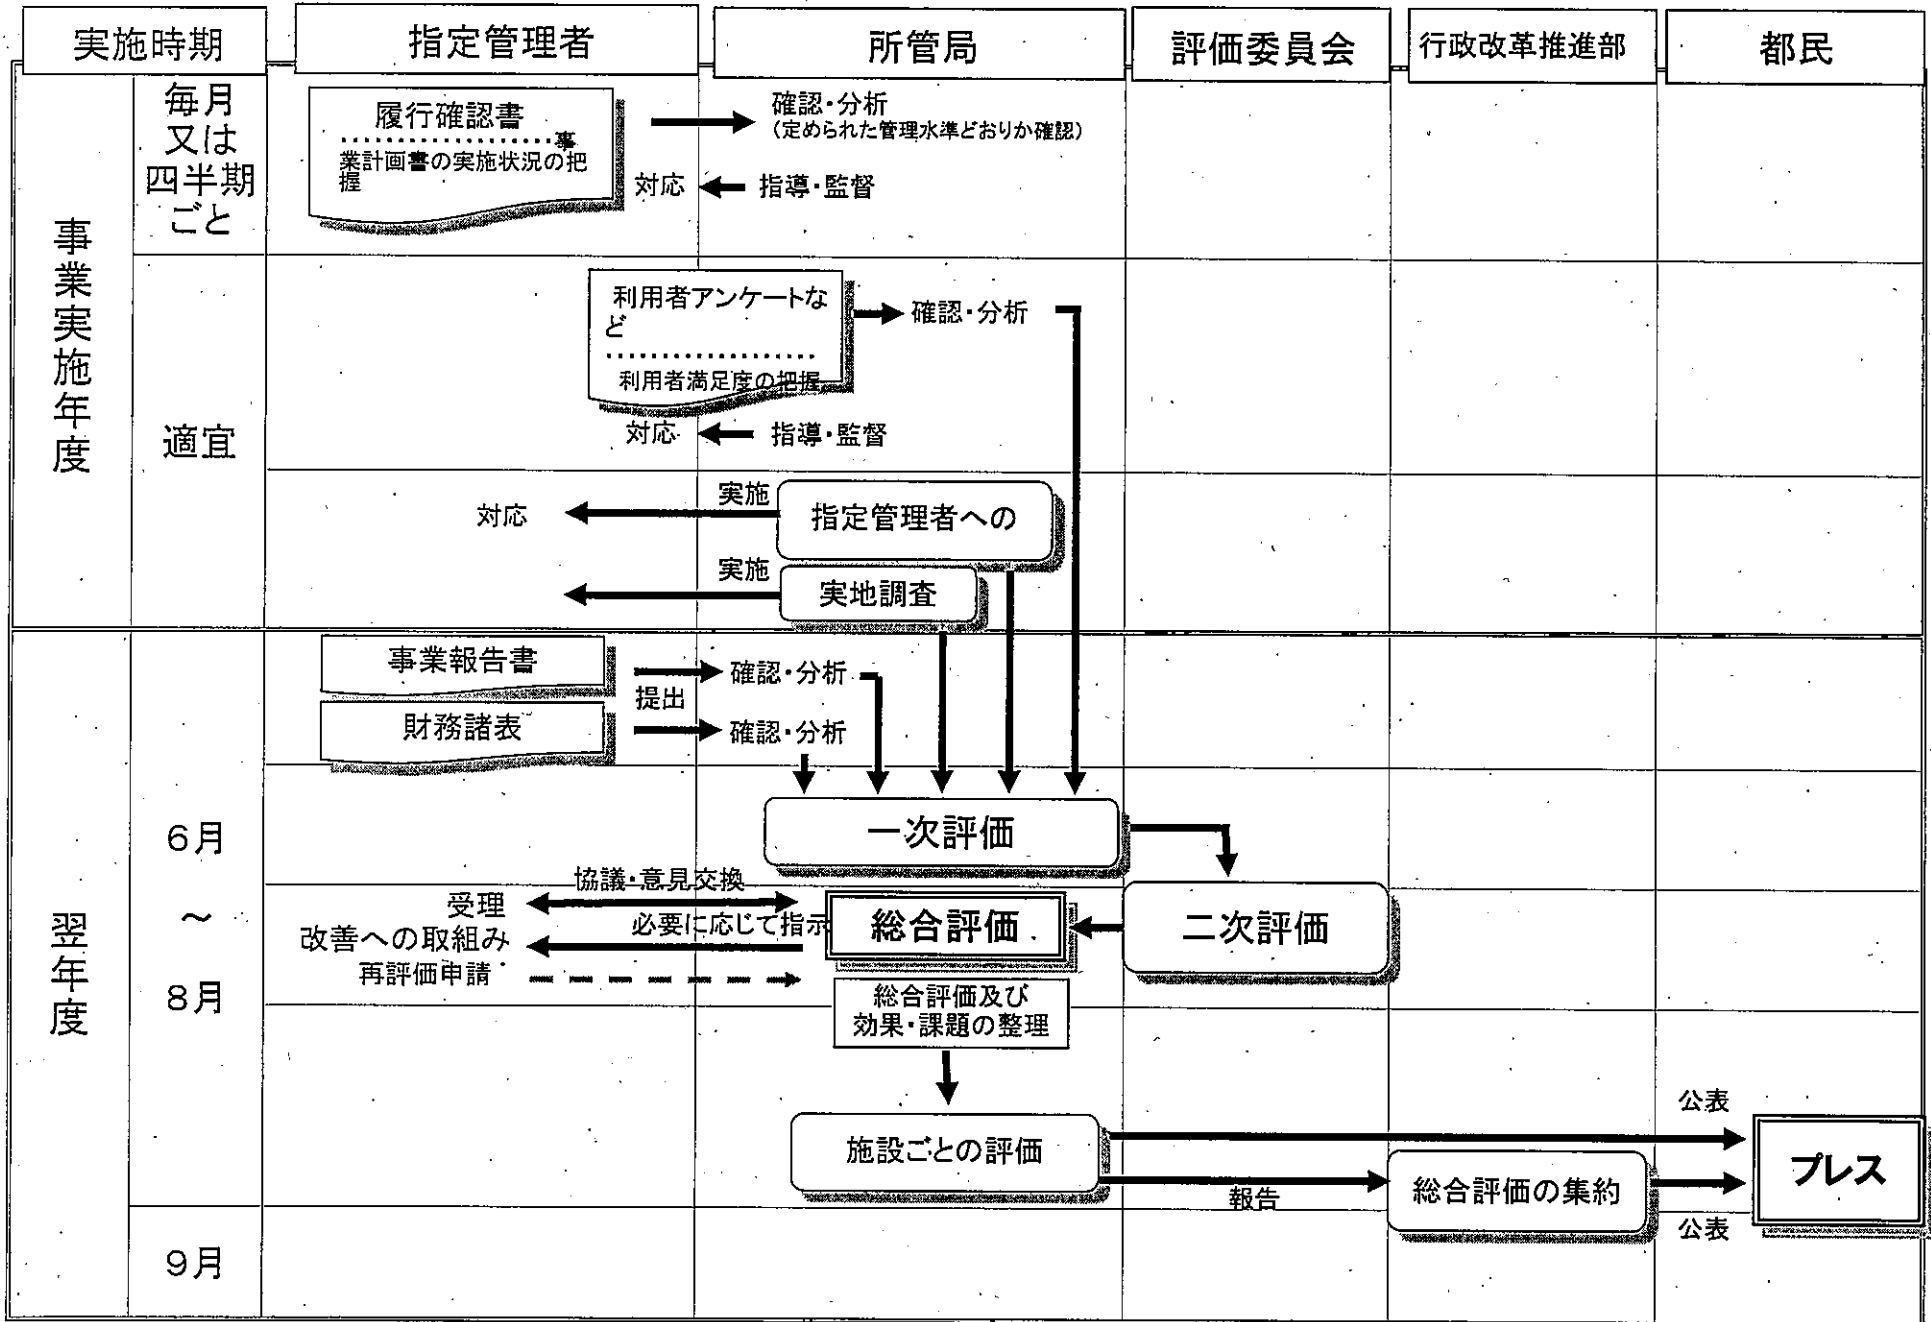 実施時期
指定管理者
所管局
評価委員会
行政改革推進部
都民
事業実施年度
毎月
又は
四半期
ごと
履行確認書
事
業計画書の実施状況の把
握
確認・分析
（定められた管理水準どおりか確認）
対応
指導・監督
適宜
利用者アンケートな
ど
利用者満足度の把握
確認・分析
対応
指導・監督
対応
実施
指定管理者への
実施
実地調査
翌年度
事業報告書
提出
確認・分析
財務諸表
確認・分析
6月
～
8月
一次評価
協議・意見交換
受理
必要に応じて指示
改善への取組み
再評価申請
総合評価
二次評価
総合評価及び
効果・課題の整理
施設ごとの評価
報告
総合評価の集約
公表
公表
プレス
9月